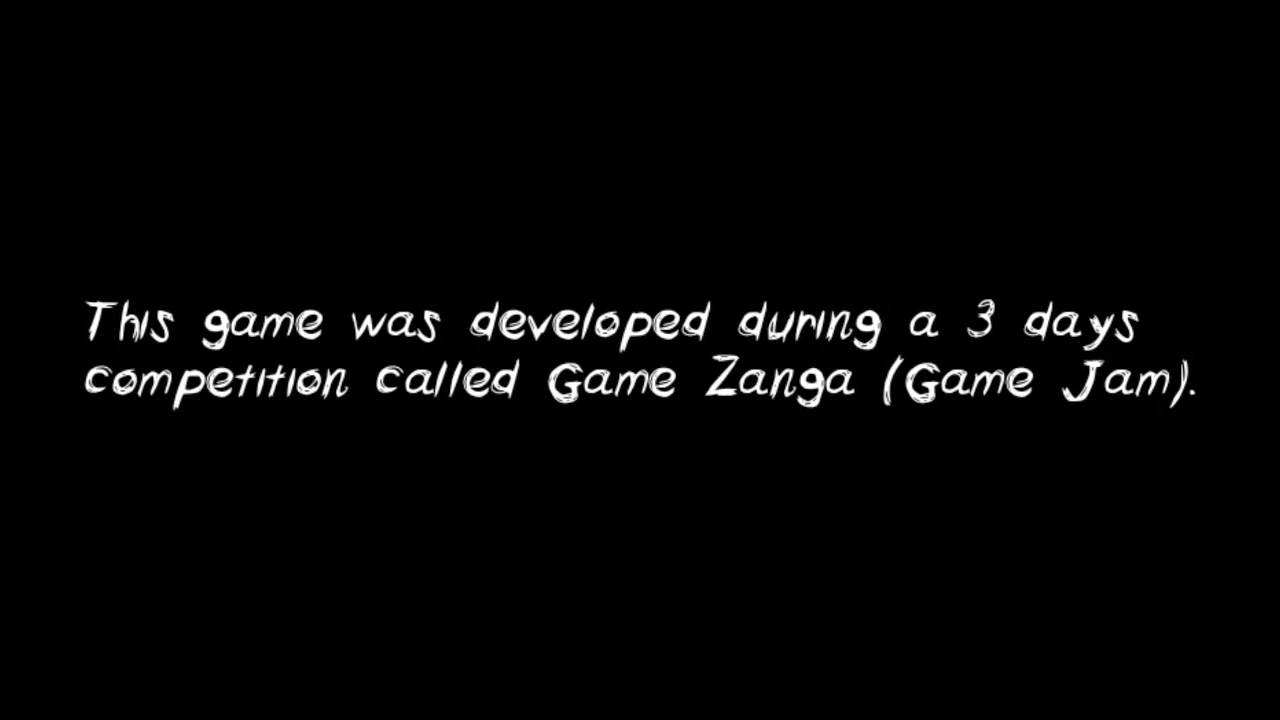 This game was developed during a 3 days
competition called Game Zanga (Game Jam).